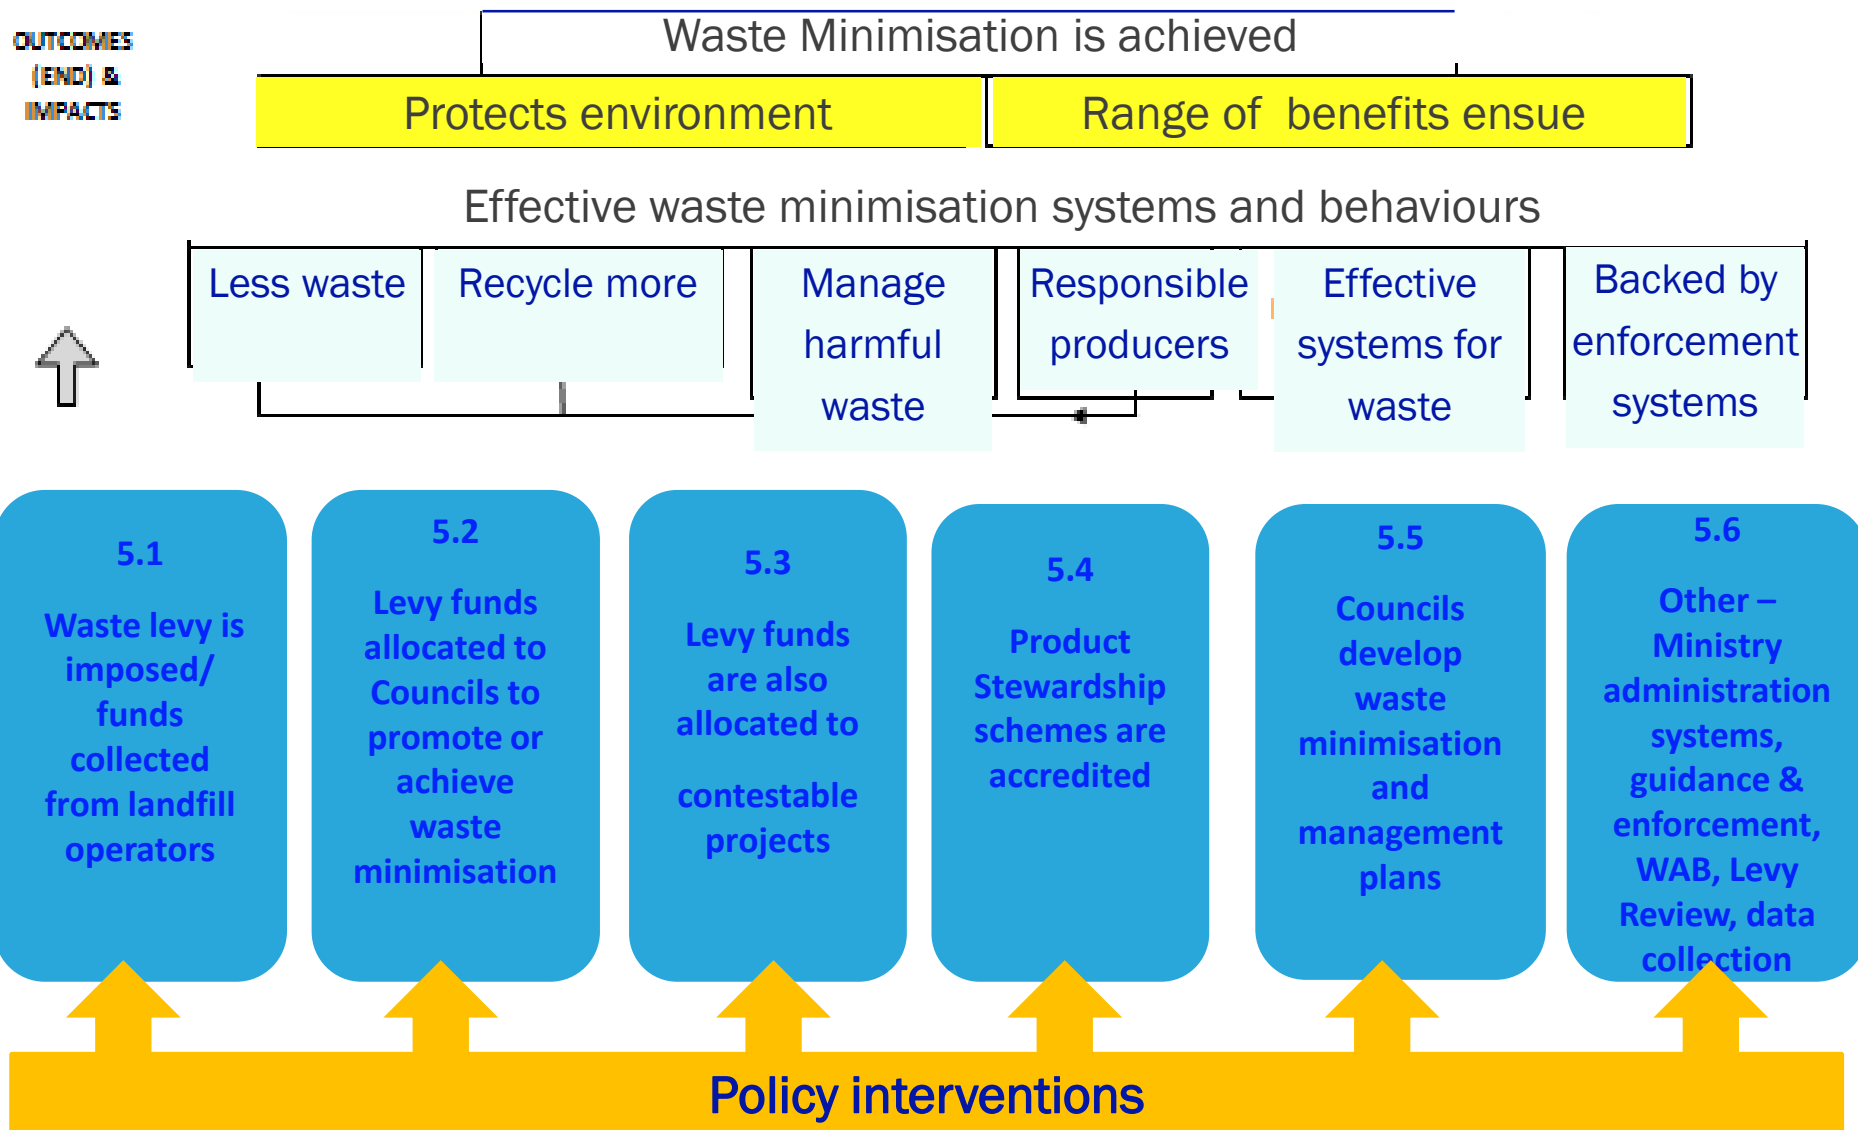 OUTCOMES
(END) &
IMPACTS
Waste Minimisation is achieved
Protects environment
Range of benefits ensue
Effective waste minimisation systems and behaviours
Less waste
Recycle more
Manage
harmful
waste
Responsible
producers
Effective
systems for
waste
Backed by
enforcement
systems
5.1
Waste levy is
imposed/
funds
collected
from landfill
operators
5.2
Levy funds
allocated to
Councils to
promote or
achieve
waste
minimisation
5.3
Levy funds
are also
allocated to
contestable
projects
5.4
Product
Stewardship
schemes are
accredited
5.5
Councils
develop
waste
minimisation
and
management
plans
5.6
Other –
Ministry
administration
systems,
guidance &
enforcement,
WAB, Levy
Review, data
collection
Policy interventions